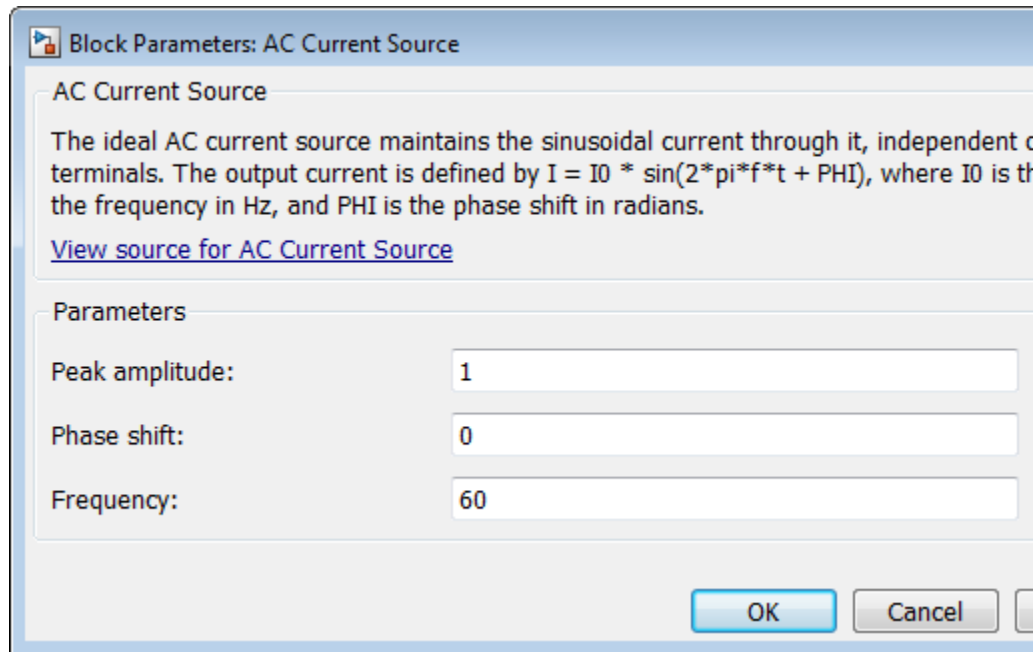 Block Parameters: AC Current Source
AC Current Source
The ideal AC current source maintains the sinusoidal current through it, independent
terminals. The output current is defined by I = I0 * sin(2*pi*f*t + PHI), where I0 is
the frequency in Hz, and PHI is the phase shift in radians.
View source for AC Current Source
Parameters
Peak amplitude: 1
Phase shift: 0
Frequency: 60
OK Cancel